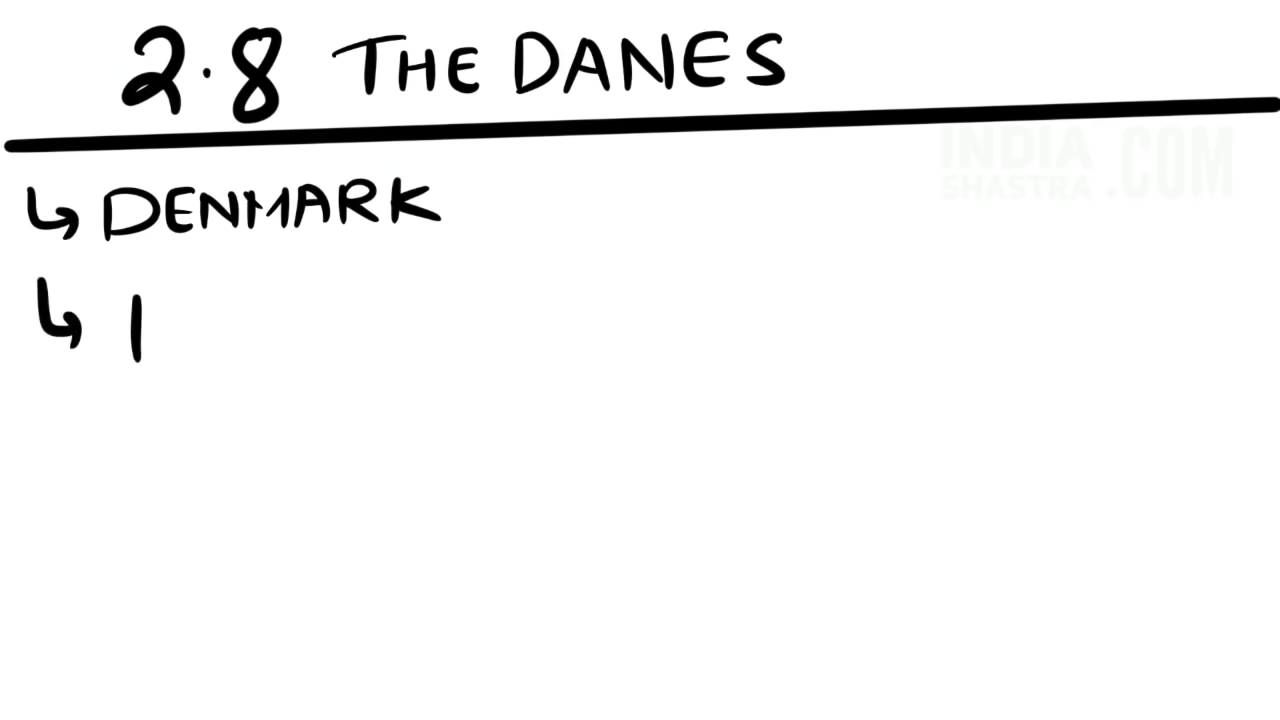 2.8 THE DANES
INDIA
SHASTRA .COM
↳ DENMARK
↳ |